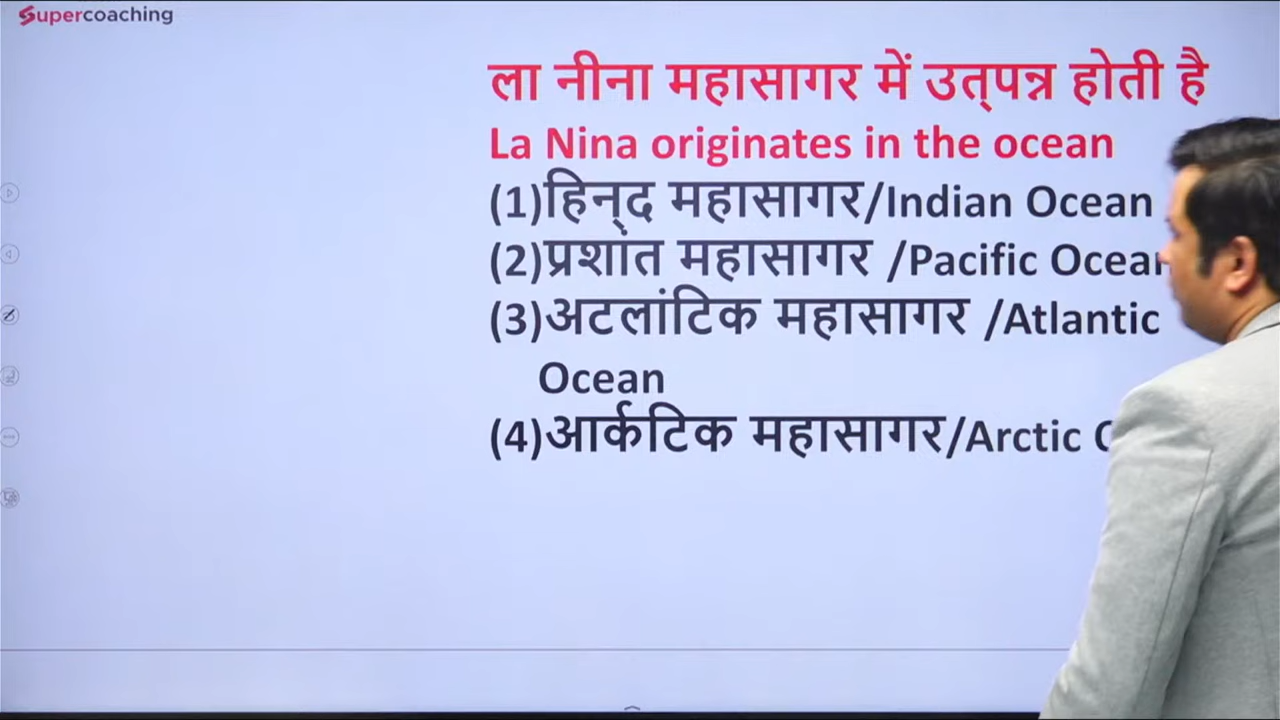 Supercoaching
ला नीना महासागर में उत्पन्न होती है
La Nina originates in the ocean
(1)हिन्द महासागर/Indian Ocean
(2)प्रशांत महासागर /Pacific Ocean
(3)अटलांटिक महासागर /Atlantic
Ocean
(4)आर्कटिक महासागर/Arctic